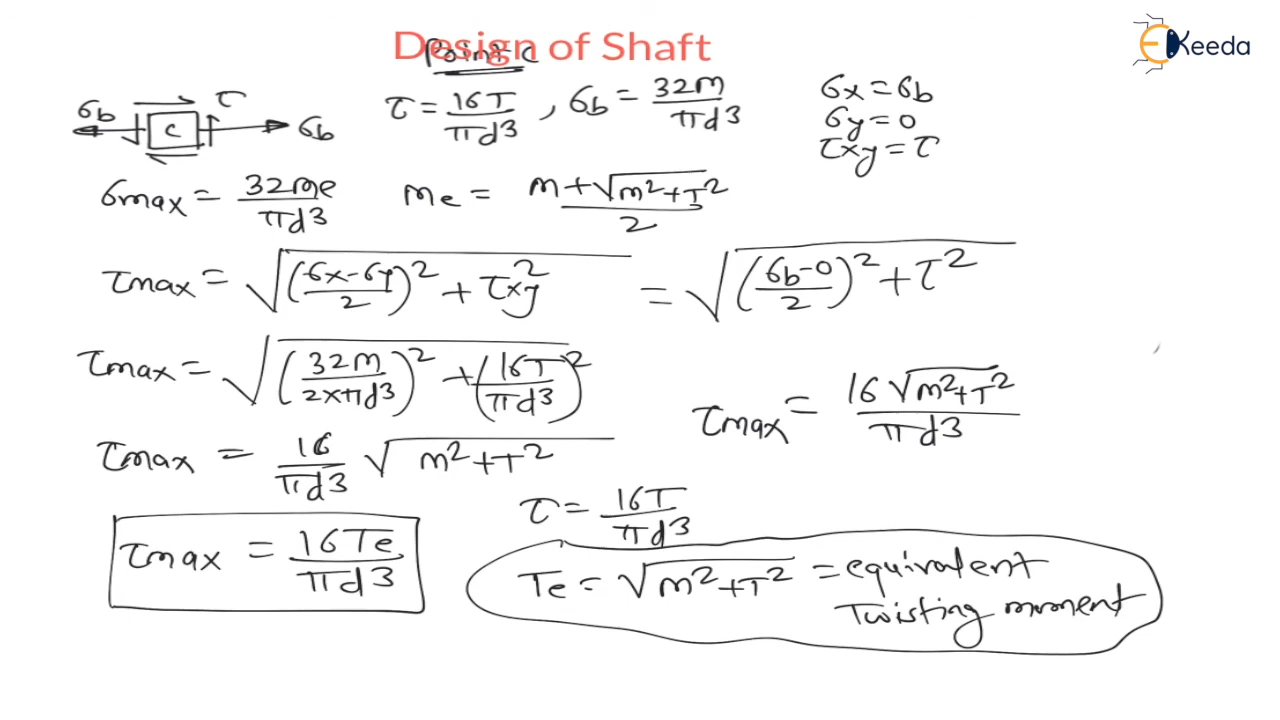 Design of Shaft
EKeeda
Point C
σb τ σb
C
τ = 16T/πd3 , σb = 32M/πd3
σx = σb
σy = 0
τxy = τ
σmax = 32Me/πd3
Me = M + √m2+T2 / 2
τmax = √(σx-σy/2)2 + τxy2 = √(σb-0/2)2 + τ2
τmax = √(32M/2xπd3)2 + (16T/πd3)2
τmax = 16√m2+T2/πd3
τmax = 16/πd3 √m2+T2
τ = 16T/πd3
τmax = 16Te/πd3
Te = √m2+T2 = equivalent
Twisting moment